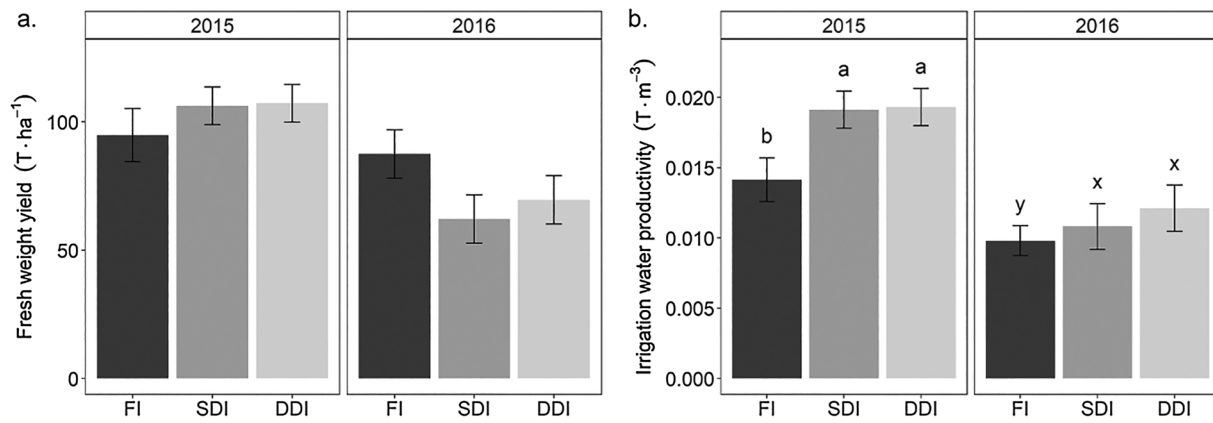 a.
2015
2016
Fresh weight yield (T·ha⁻¹)
100
50
0
FI
SDI
DDI
FI
SDI
DDI
b.
2015
2016
Irrigation water productivity (T·m⁻³)
0.020
0.015
0.010
0.005
0.000
b
a
a
y
x
x
FI
SDI
DDI
FI
SDI
DDI